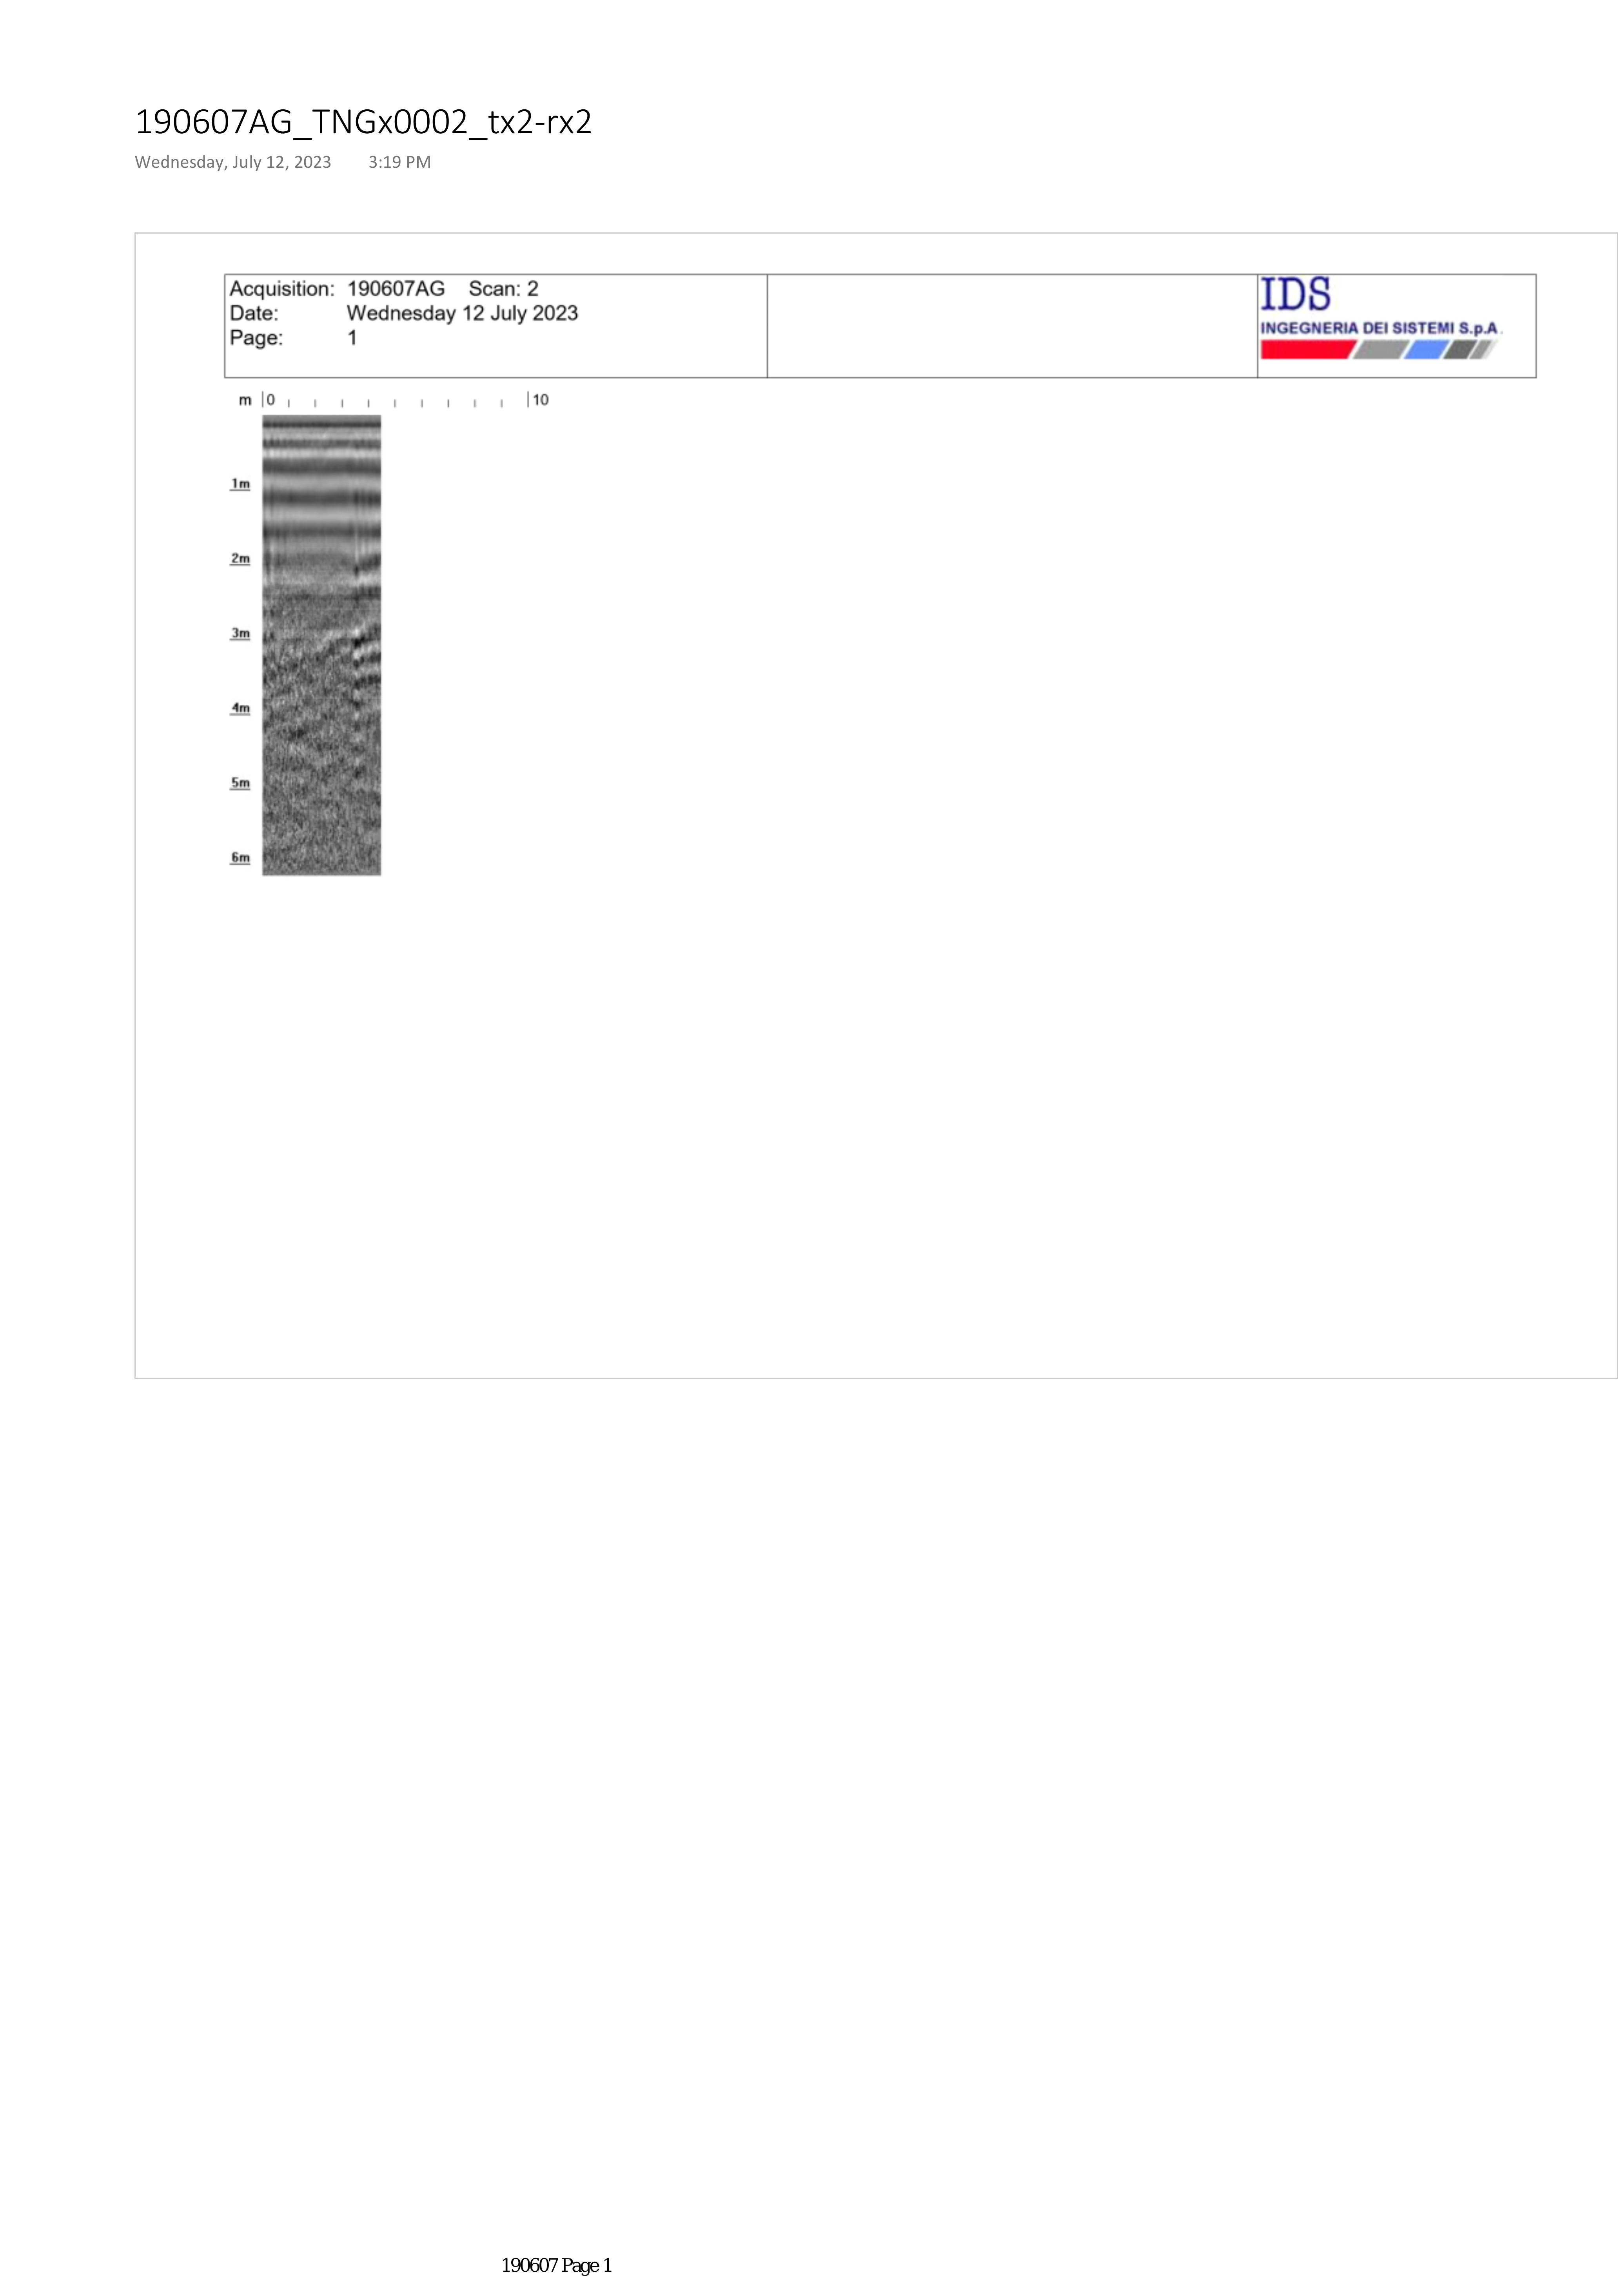 190607AG_TNGx0002_tx2-rx2
Wednesday, July 12, 2023 3:19 PM
Acquisition: 190607AG Scan: 2
Date: Wednesday 12 July 2023
Page: 1
IDS
INGEGNERIA DEI SISTEMI S.p.A.
m 0 10
1m
2m
3m
4m
5m
6m
190607 Page 1